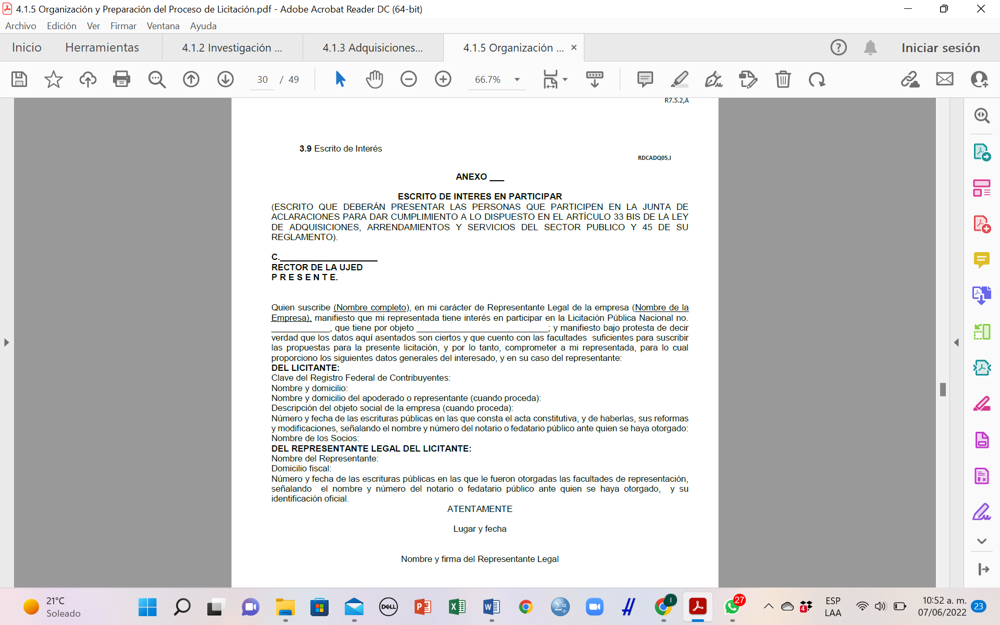 4.1.5 Organización y Preparación del Proceso de Licitación.pdf - Adobe Acrobat Reader DC (64-bit)
Archivo Edición Ver Firmar Ventana Ayuda
Inicio Herramientas 4.1.2 Investigación ... 4.1.3 Adquisiciones... 4.1.5 Organización ... Iniciar sesión
30 / 49 66.7%
R7.5.2,A
3.9 Escrito de Interés
RDCADQ05,I
ANEXO ___
ESCRITO DE INTERES EN PARTICIPAR
(ESCRITO QUE DEBERÁN PRESENTAR LAS PERSONAS QUE PARTICIPEN EN LA JUNTA DE
ACLARACIONES PARA DAR CUMPLIMIENTO A LO DISPUESTO EN EL ARTÍCULO 33 BIS DE LA LEY
DE ADQUISICIONES, ARRENDAMIENTOS Y SERVICIOS DEL SECTOR PUBLICO Y 45 DE SU
REGLAMENTO).
C.____________________
RECTOR DE LA UJED
P R E S E N T E.
Quien suscribe (Nombre completo), en mi carácter de Representante Legal de la empresa (Nombre de la
Empresa), manifiesto que mi representada tiene interés en participar en la Licitación Pública Nacional no.
____________, que tiene por objeto ___________________________; y manifiesto bajo protesta de decir
verdad que los datos aquí asentados son ciertos y que cuento con las facultades suficientes para suscribir
las propuestas para la presente licitación, y por lo tanto, comprometer a mi representada, para lo cual
proporciono los siguientes datos generales del interesado, y en su caso del representante:
DEL LICITANTE:
Clave del Registro Federal de Contribuyentes:
Nombre y domicilio:
Nombre y domicilio del apoderado o representante (cuando proceda):
Descripción del objeto social de la empresa (cuando proceda):
Número y fecha de las escrituras públicas en las que consta el acta constitutiva, y de haberlas, sus reformas
y modificaciones, señalando el nombre y número del notario o fedatario público ante quien se haya otorgado:
Nombre de los Socios:
DEL REPRESENTANTE LEGAL DEL LICITANTE:
Nombre del Representante:
Domicilio fiscal:
Número y fecha de las escrituras públicas en las que le fueron otorgadas las facultades de representación,
señalando el nombre y número del notario o fedatario público ante quien se haya otorgado, y su
identificación oficial.
ATENTAMENTE
Lugar y fecha
Nombre y firma del Representante Legal
21°C
Soleado
DELL
27
4
ESP
LAA
10:52 a. m.
07/06/2022
23